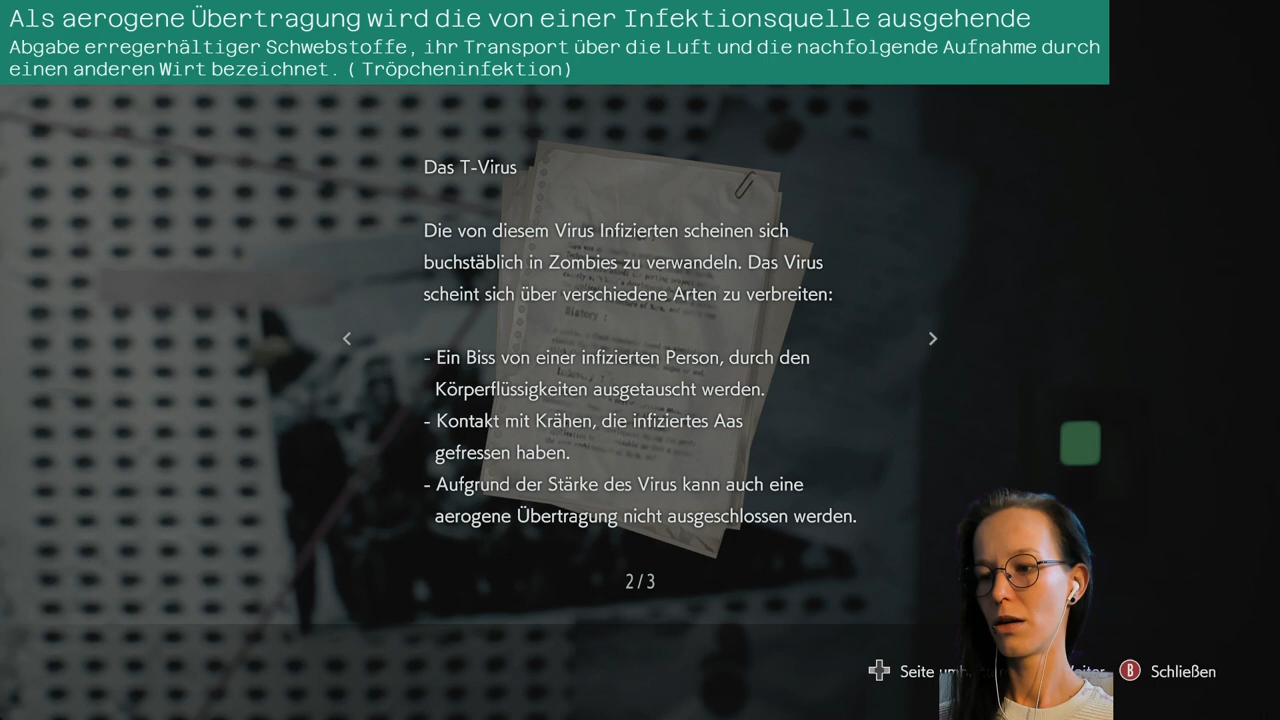 Als aerogene Übertragung wird die von einer Infektionsquelle ausgehende
Abgabe erregerhältiger Schwebstoffe, ihr Transport über die Luft und die nachfolgende Aufnahme durch
einen anderen Wirt bezeichnet. ( Tröpcheninfektion)
Das T-Virus
Die von diesem Virus Infizierten scheinen sich
buchstäblich in Zombies zu verwandeln. Das Virus
scheint sich über verschiedene Arten zu verbreiten:
- Ein Biss von einer infizierten Person, durch den
Körperflüssigkeiten ausgetauscht werden.
- Kontakt mit Krähen, die infiziertes Aas
gefressen haben.
- Aufgrund der Stärke des Virus kann auch eine
aerogene Übertragung nicht ausgeschlossen werden.
History :
2/3
Seite
B Schließen